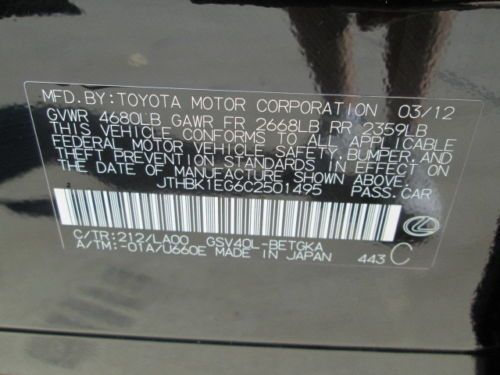 MFD.BY:TOYOTA MOTOR CORPORATION 03/12
GVWR 4680LB GAWR FR 2668LB RR 2359LB
THIS VEHICLE CONFORMS TO ALL APPLICABLE
FEDERAL MOTOR VEHICLE SAFETY,BUMPER,AND
THEFT PREVENTION STANDARDS IN EFFECT ON
THE DATE OF MANUFACTURE SHOWN ABOVE.
JTHBK1EG6C2501495 PASS.CAR
C/TR:212/LA00 GSV40L-BETGKA
A/TM:-01A/U660E MADE IN JAPAN 443 C